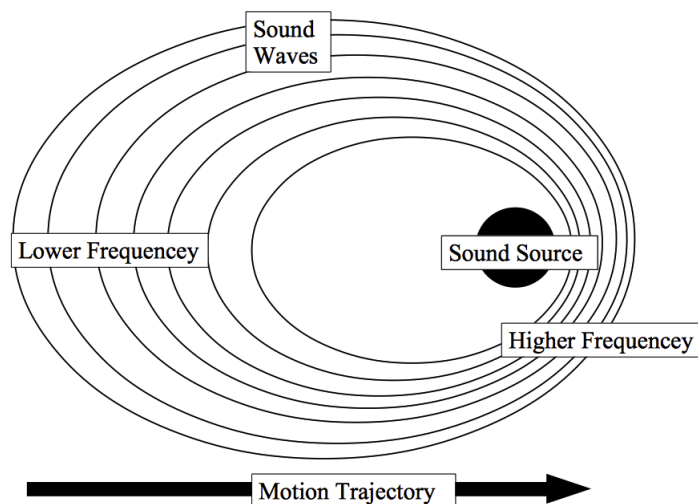 Sound
Waves
Lower Frequencey
Sound Source
Higher Frequencey
Motion Trajectory